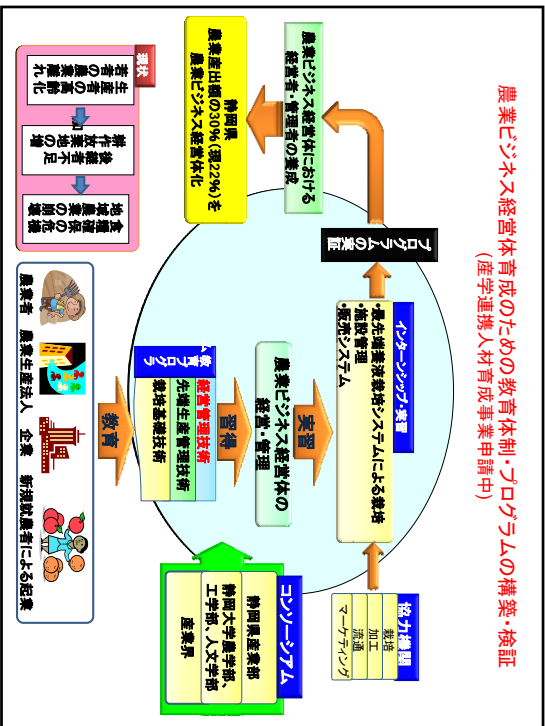 農業ビジネス経営体育成のための教育体制・プログラムの構築・検証
(産学連携人材育成事業申請中)
プログラムの実証
インターンシップ・実習
・最先端養液栽培システムによる栽培
・施設管理
・販売システム
協力機関
栽培
加工
流通
マーケティング
農業ビジネス経営体における
経営者・管理者の養成
実習
農業ビジネス経営体の
経営・管理
コンソーシアム
静岡県産業部
静岡大学農学部、
工学部、人文学部
産業界
静岡県
農業産出額の30%(現22%)を
農業ビジネス経営体化
習得
教育プログラ
ム
経営管理技術
先端生産管理技術
栽培基礎技術
教育
現状
生産者の高齢化
若者の農業離れ
後継者不足
耕作放棄地の増
加
食糧確保の危機
地域農業の崩壊
農業者 農業生産法人 企業 新規就農者による起業